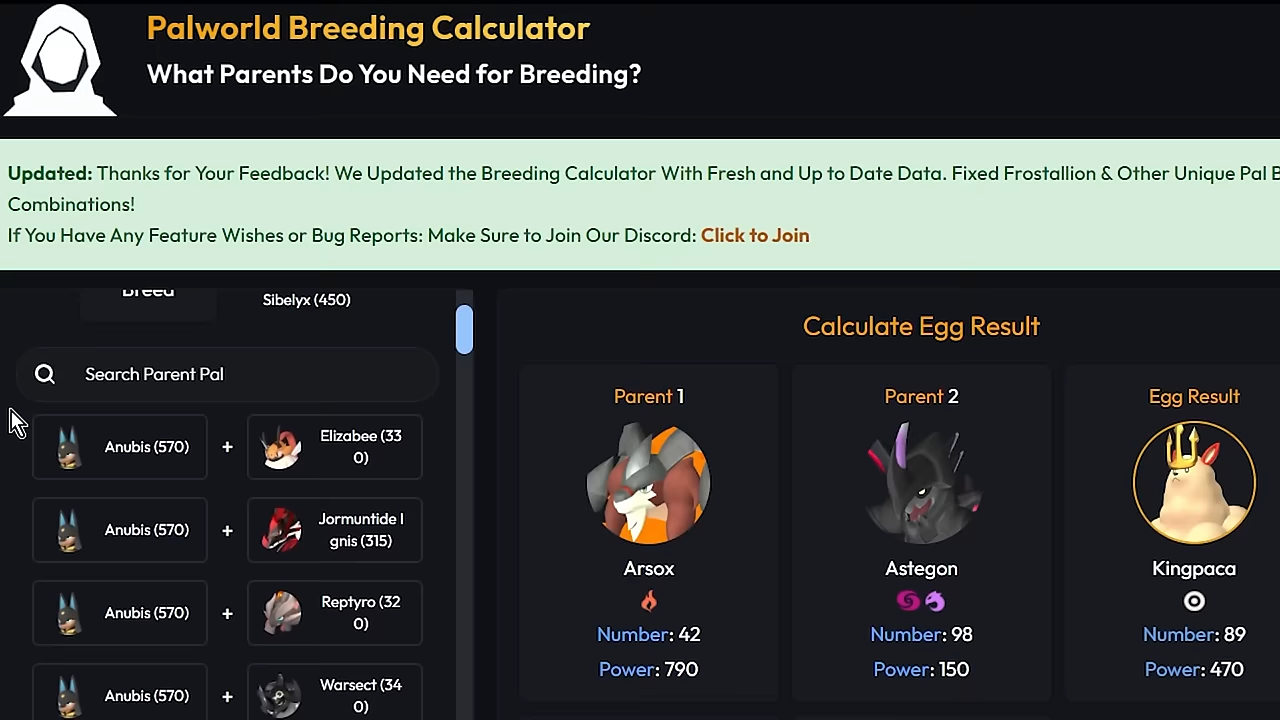 Palworld Breeding Calculator
What Parents Do You Need for Breeding?
Updated: Thanks for Your Feedback! We Updated the Breeding Calculator With Fresh and Up to Date Data. Fixed Frostallion & Other Unique Pal B
Combinations!
If You Have Any Feature Wishes or Bug Reports: Make Sure to Join Our Discord: Click to Join
Breed
Sibelyx (450)
Search Parent Pal
Anubis (570)
+
Elizabee (33
0)
Anubis (570)
+
Jormuntide I
gnis (315)
Anubis (570)
+
Reptyro (32
0)
Anubis (570)
+
Warsect (34
0)
Calculate Egg Result
Parent 1
Arsox
Number: 42
Power: 790
Parent 2
Astegon
Number: 98
Power: 150
Egg Result
Kingpaca
Number: 89
Power: 470